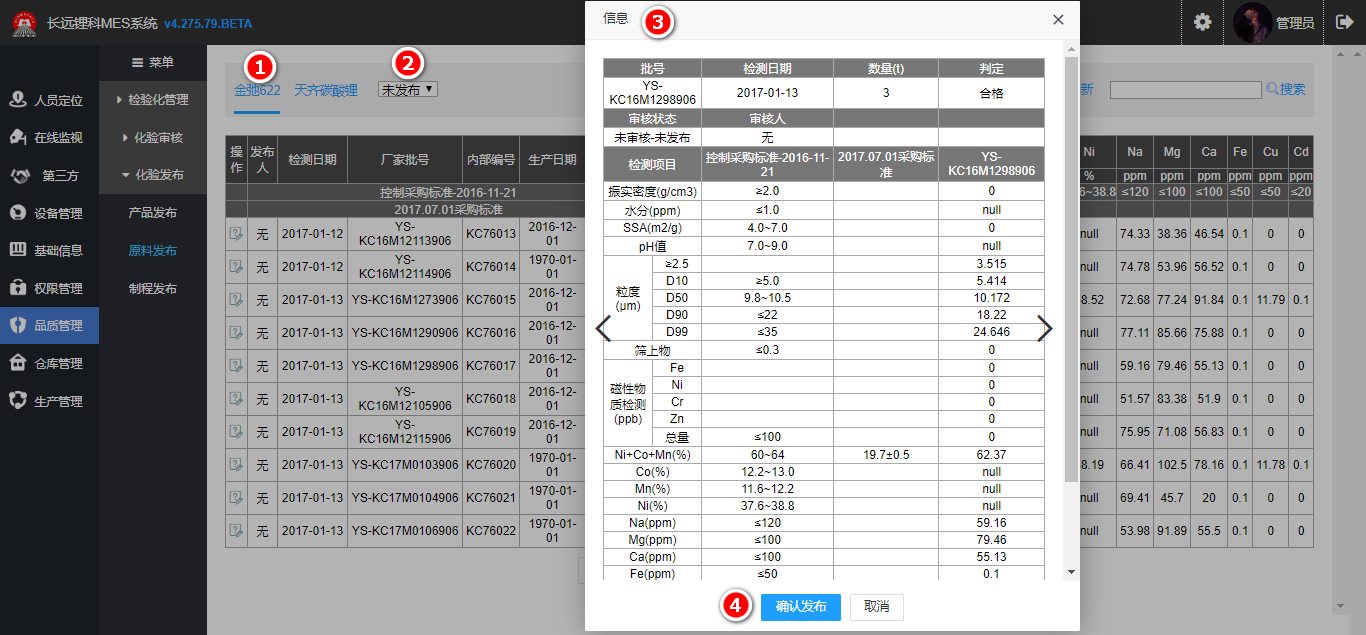 长远锂科MES系统 v4.275.79.BETA
管理员
菜单
人员定位
在线监视
第三方
设备管理
基础信息
权限管理
品质管理
仓库管理
生产管理
检验化管理
化验审核
化验发布
产品发布
原料发布
制程发布
1
2
金弛622 天齐碳酸锂 未发布
新 搜索
操作 发布人 检测日期 厂家批号 内部编号 生产日期 Ni Na Mg Ca Fe Cu Cd
% ppm ppm ppm ppm ppm ppm
控制采购标准-2016-11-21 6~38.8 ≤120 ≤100 ≤100 ≤50 ≤50 ≤20
2017.07.01采购标准
无 2017-01-12 YS-KC16M12113906 KC76013 2016-12-01 null 74.33 38.36 46.54 0.1 0 0
无 2017-01-12 YS-KC16M12114906 KC76014 1970-01-01 null 74.78 53.96 56.52 0.1 0 0
无 2017-01-13 YS-KC16M1273906 KC76015 2016-12-01 8.52 72.68 77.24 91.84 0.1 11.79 0.1
无 2017-01-13 YS-KC16M1290906 KC76016 2016-12-01 null 77.11 85.66 75.88 0.1 0 0
无 2017-01-13 YS-KC16M1298906 KC76017 2016-12-01 null 59.16 79.46 55.13 0.1 0 0
无 2017-01-13 YS-KC16M12105906 KC76018 2016-12-01 null 51.57 83.38 51.9 0.1 0 0
无 2017-01-13 YS-KC16M12115906 KC76019 2016-12-01 null 75.95 71.08 56.83 0.1 0 0
无 2017-01-13 YS-KC17M0103906 KC76020 1970-01-01 8.19 66.41 102.5 78.16 0.1 11.78 0.1
无 2017-01-13 YS-KC17M0104906 KC76021 1970-01-01 null 69.41 45.7 20 0.1 0 0
无 2017-01-13 YS-KC17M0106906 KC76022 1970-01-01 null 53.98 91.89 55.5 0.1 0 0
信息 3
批号 检测日期 数量(t) 判定
YS-KC16M1298906 2017-01-13 3 合格
审核状态 审核人
未审核-未发布 无
检测项目 控制采购标准-2016-11-21 2017.07.01采购标准 YS-KC16M1298906
振实密度(g/cm3) ≥2.0 0
水分(ppm) ≤1.0 null
SSA(m2/g) 4.0~7.0 0
pH值 7.0~9.0 null
粒度(μm) ≥2.5 3.515
D10 ≥5.0 5.414
D50 9.8~10.5 10.172
D90 ≤22 18.22
D99 ≤35 24.646
筛上物 ≤0.3 0
磁性物质检测(ppb) Fe 0
Ni 0
Cr 0
Zn 0
总量 ≤100 0
Ni+Co+Mn(%) 60~64 19.7±0.5 62.37
Co(%) 12.2~13.0 null
Mn(%) 11.6~12.2 null
Ni(%) 37.6~38.8 null
Na(ppm) ≤120 59.16
Mg(ppm) ≤100 79.46
Ca(ppm) ≤100 55.13
Fe(ppm) ≤50 0.1
4 确认发布 取消